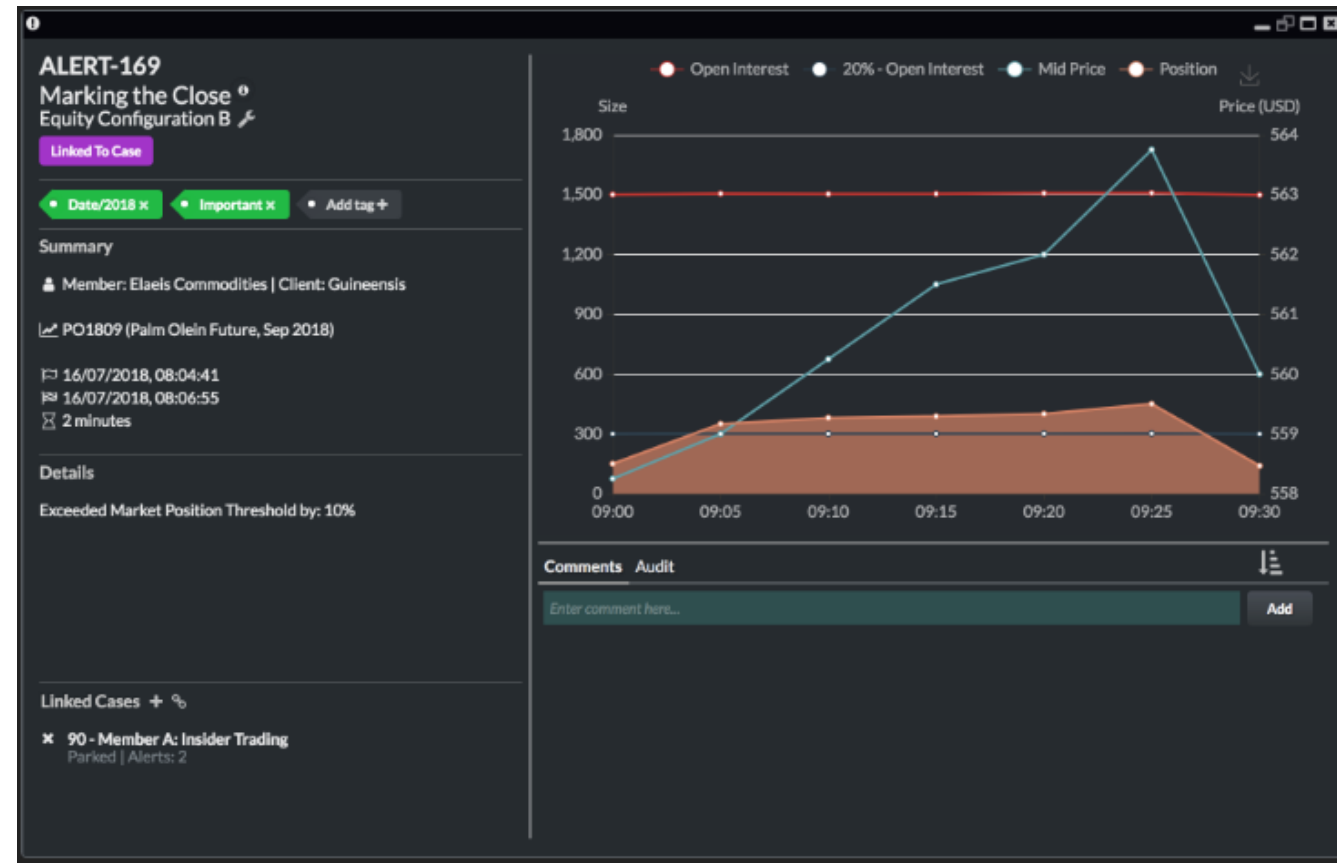 ALERT-169
Marking the Close
Equity Configuration B
Linked To Case
Date/2018 × Important × Add tag +
Summary
Member: Elaeis Commodities | Client: Guineensis
PO1809 (Palm Olein Future, Sep 2018)
16/07/2018, 08:04:41
16/07/2018, 08:06:55
2 minutes
Details
Exceeded Market Position Threshold by: 10%
Linked Cases +
× 90 - Member A: Insider Trading
Parked | Alerts: 2
Open Interest 20% - Open Interest Mid Price Position
Size Price (USD)
1,800 564
1,500 563
1,200 562
900 561
600 560
300 559
0 558
09:00 09:05 09:10 09:15 09:20 09:25 09:30
Comments Audit
Enter comment here... Add